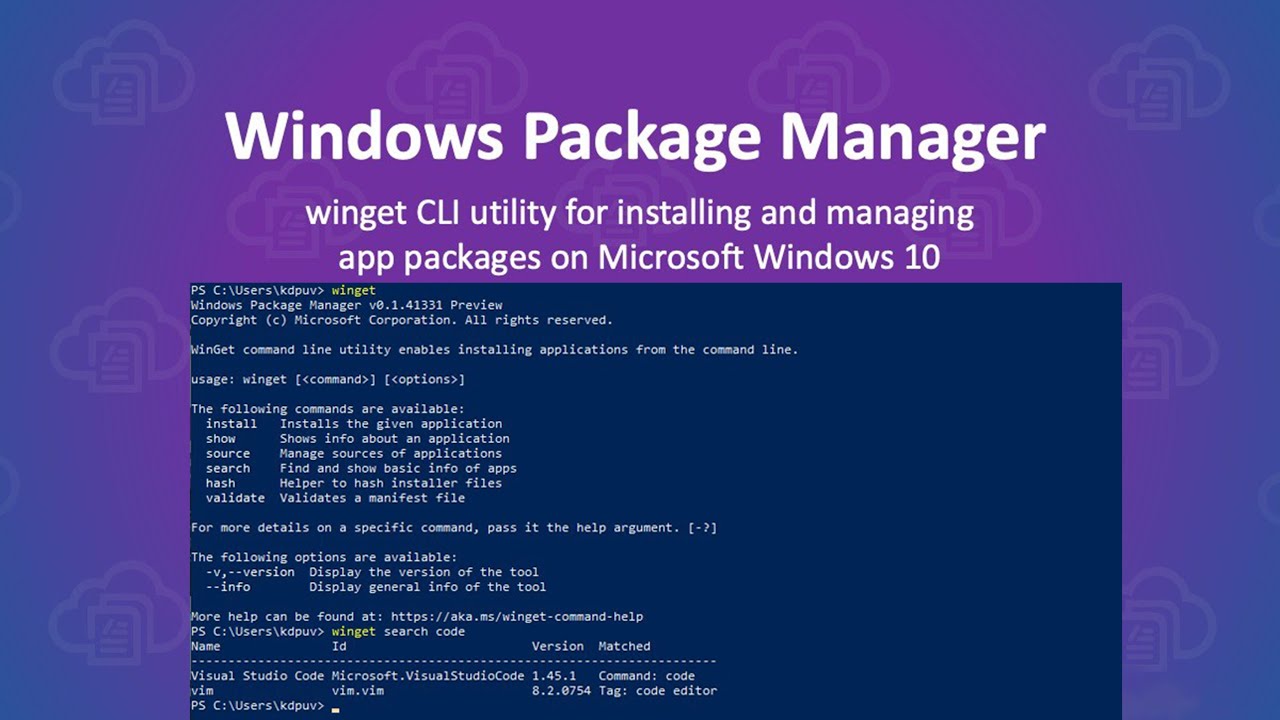 Windows Package Manager
winget CLI utility for installing and managing
app packages on Microsoft Windows 10
PS C:\Users\kdpuv> winget
Windows Package Manager v0.1.41331 Preview
Copyright (c) Microsoft Corporation. All rights reserved.
WinGet command line utility enables installing applications from the command line.
usage: winget [<command>] [<options>]
The following commands are available:
install Installs the given application
show Shows info about an application
source Manage sources of applications
search Find and show basic info of apps
hash Helper to hash installer files
validate Validates a manifest file
For more details on a specific command, pass it the help argument. [-?]
The following options are available:
-v,--version Display the version of the tool
--info Display general info of the tool
More help can be found at: https://aka.ms/winget-command-help
PS C:\Users\kdpuv> winget search code
Name Id Version Matched
-----------------------------------------------------------------------
Visual Studio Code Microsoft.VisualStudioCode 1.45.1 Command: code
vim vim.vim 8.2.0754 Tag: code editor
PS C:\Users\kdpuv> _